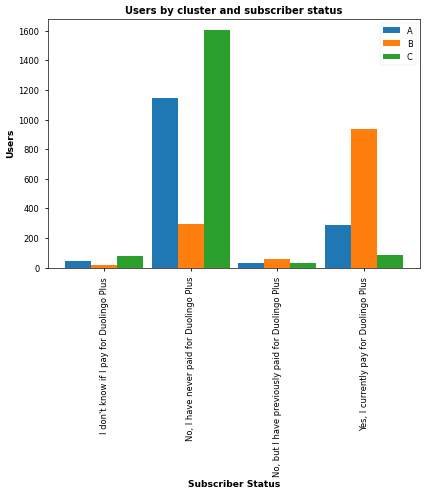 Users by cluster and subscriber status
A
B
C
Users
1600
1400
1200
1000
800
600
400
200
0
I don't know if I pay for Duolingo Plus
No, I have never paid for Duolingo Plus
No, but I have previously paid for Duolingo Plus
Yes, I currently pay for Duolingo Plus
Subscriber Status